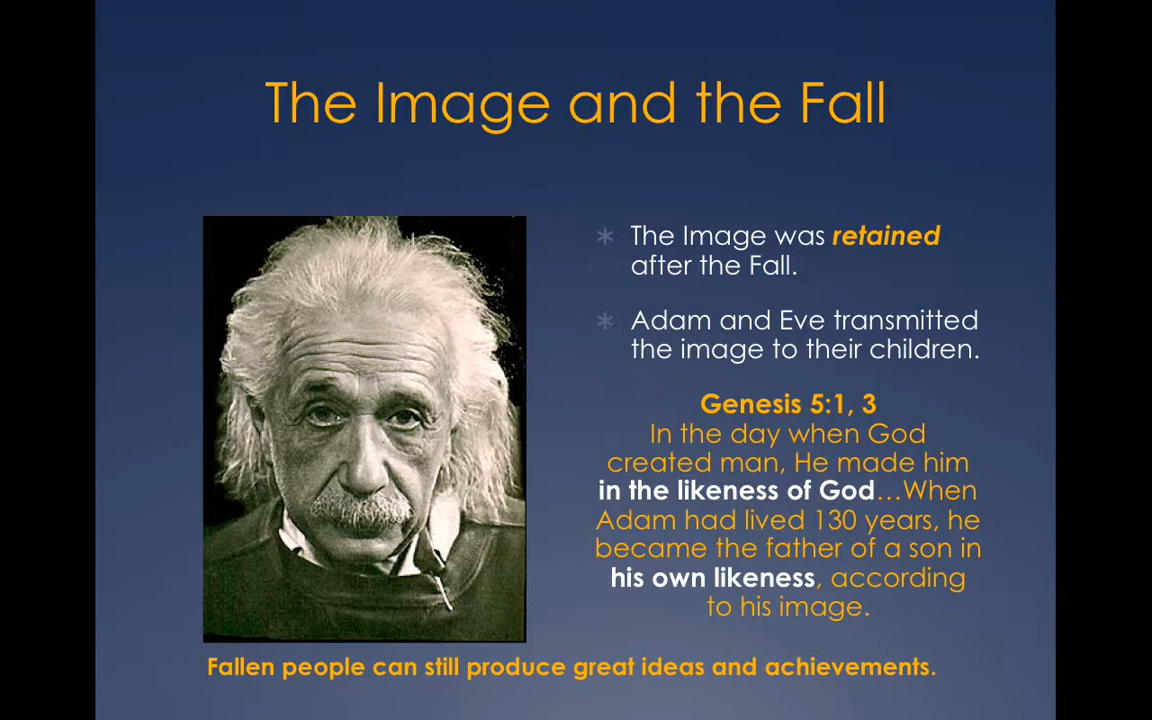 The Image and the Fall
The Image was retained
after the Fall.
Adam and Eve transmitted
the image to their children.
Genesis 5:1, 3
In the day when God
created man, He made him
in the likeness of God…When
Adam had lived 130 years, he
became the father of a son in
his own likeness, according
to his image.
Fallen people can still produce great ideas and achievements.